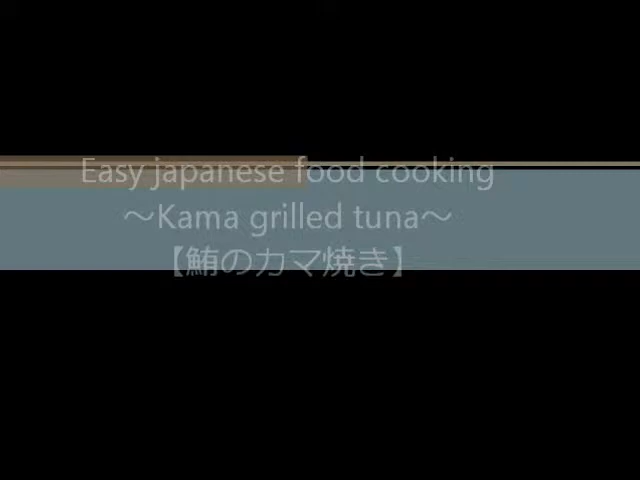 Easy japanese food cooking
～Kama grilled tuna～
【鮪のカマ焼き】